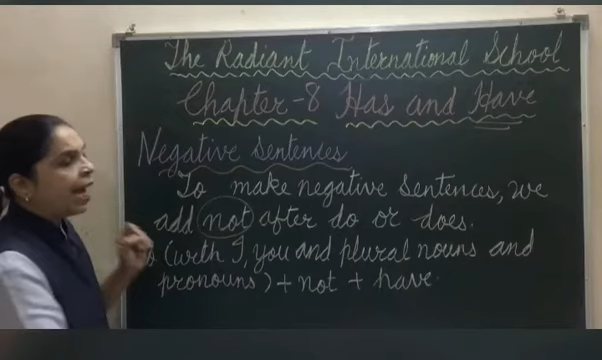 The Radiant International School
Chapter-8 Has and Have
Negative Sentences
To make negative sentences, we
add not after do or does.
(with I, you and plural nouns and
pronouns) + not + have.